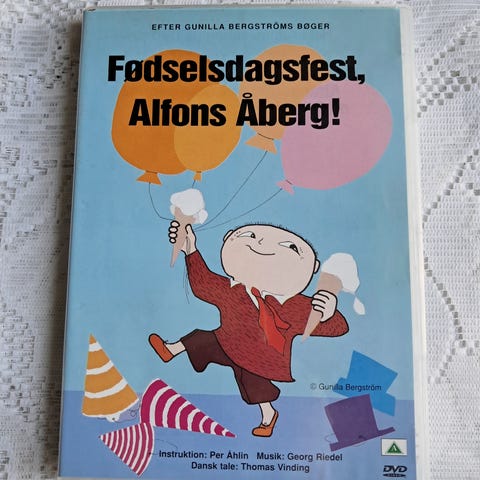 EFTER GUNILLA BERGSTRÖMS BØGER
Fødselsdagsfest,
Alfons Åberg!
© Gunilla Bergström
Instruktion: Per Åhlin Musik: Georg Riedel
Dansk tale: Thomas Vinding
A
DVD